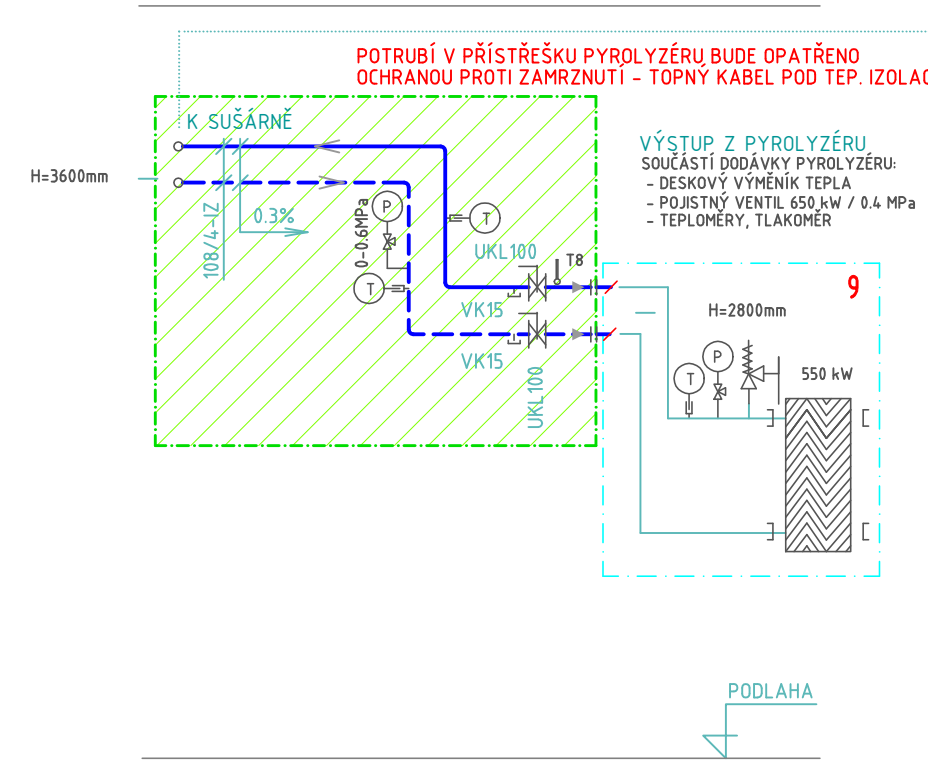 POTRUBÍ V PŘÍSTŘEŠKU PYROLYZÉRU BUDE OPATŘENO
OCHRANOU PROTI ZAMRZNUTÍ - TOPNÝ KABEL POD TEP. IZOLAC
K SUŠÁRNĚ
H=3600mm
108/4-IZ
0.3%
0-0.6MPa
P
T
T
UKL100
T8
VK15
VK15
UKL100
VÝSTUP Z PYROLYZÉRU
SOUČÁSTÍ DODÁVKY PYROLYZÉRU:
- DESKOVÝ VÝMĚNÍK TEPLA
- POJISTNÝ VENTIL 650 kW / 0.4 MPa
- TEPLOMĚRY, TLAKOMĚR
9
H=2800mm
P
T
550 kW
PODLAHA